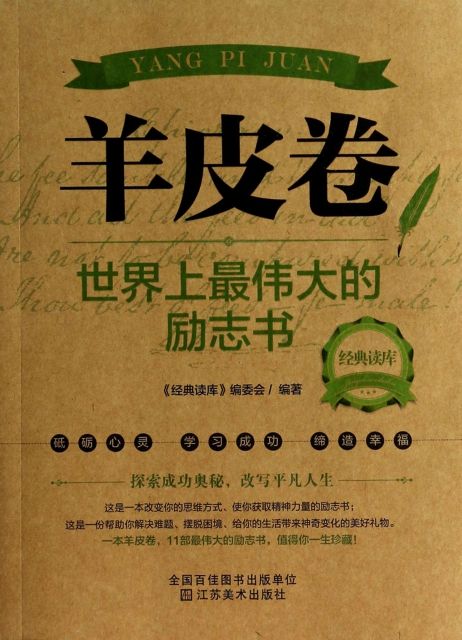 YANG PI JUAN
羊皮卷
世界上最伟大的
励志书
经典读库
《经典读库》编委会 / 编著
砥砺心灵 学习成功 缔造幸福
探索成功奥秘，改写平凡人生
这是一本改变你的思维方式、使你获取精神力量的励志书；
这是一份帮助你解决难题、摆脱困境、给你的生活带来神奇变化的美好礼物。
一本羊皮卷，11部最伟大的励志书，值得你一生珍藏！
全国百佳图书出版单位
江苏美术出版社